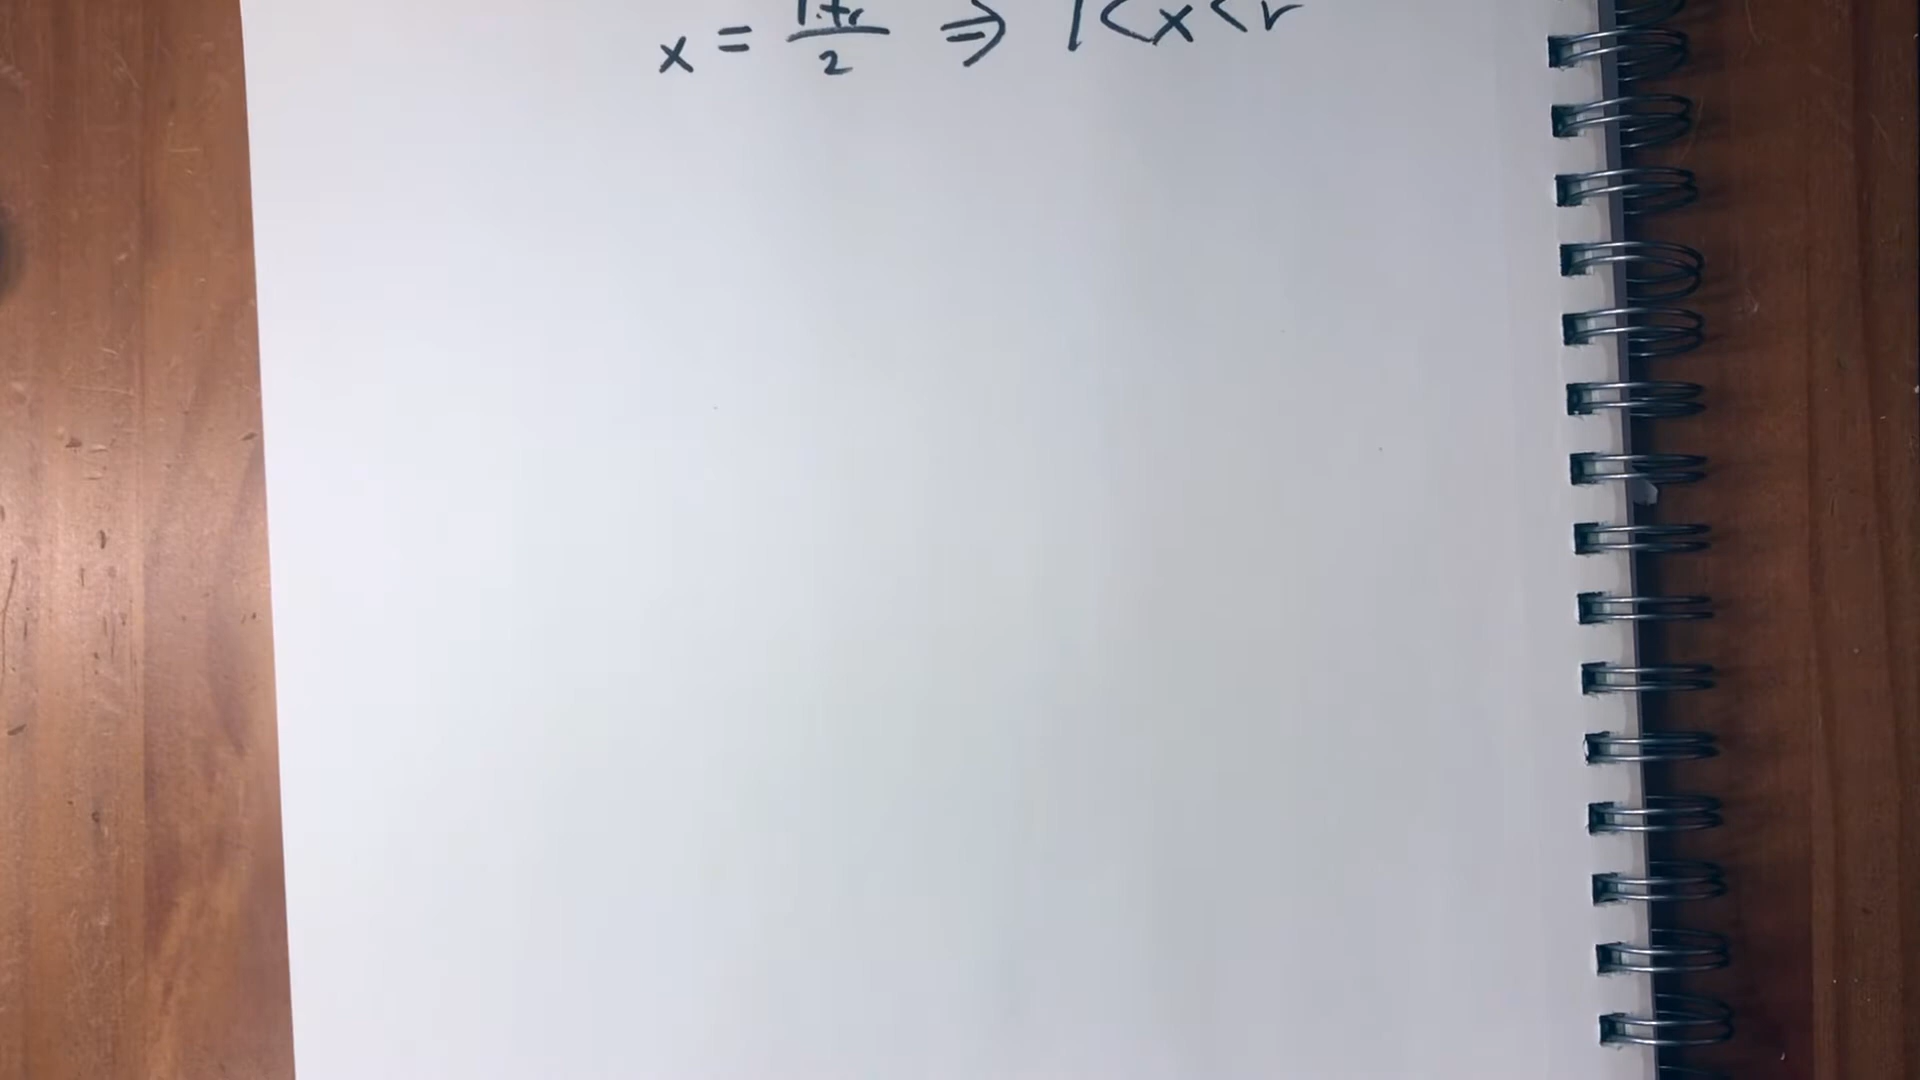 x = 1+r/2 ⇒ 1<x<r